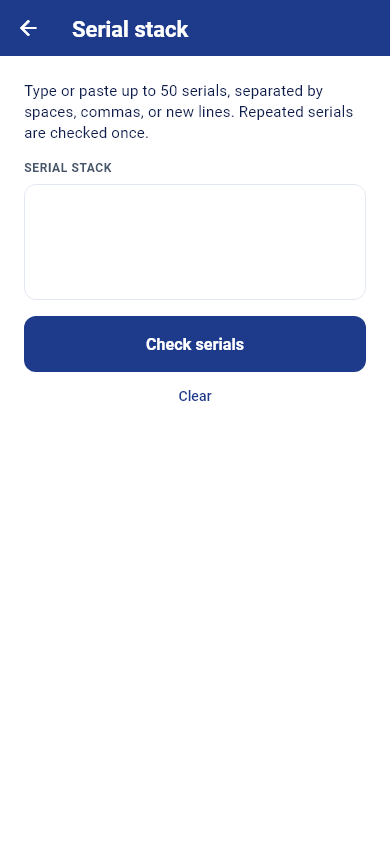 Serial stack
Type or paste up to 50 serials, separated by
spaces, commas, or new lines. Repeated serials
are checked once.
SERIAL STACK
Check serials
Clear